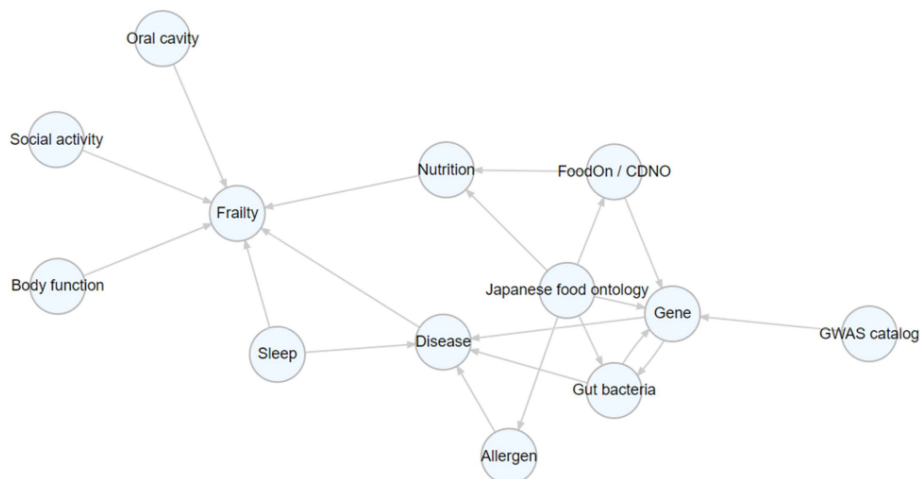 Oral cavity
Social activity
Nutrition
FoodOn / CDNO
Frailty
Body function
Japanese food ontology
Gene
GWAS catalog
Disease
Sleep
Gut bacteria
Allergen